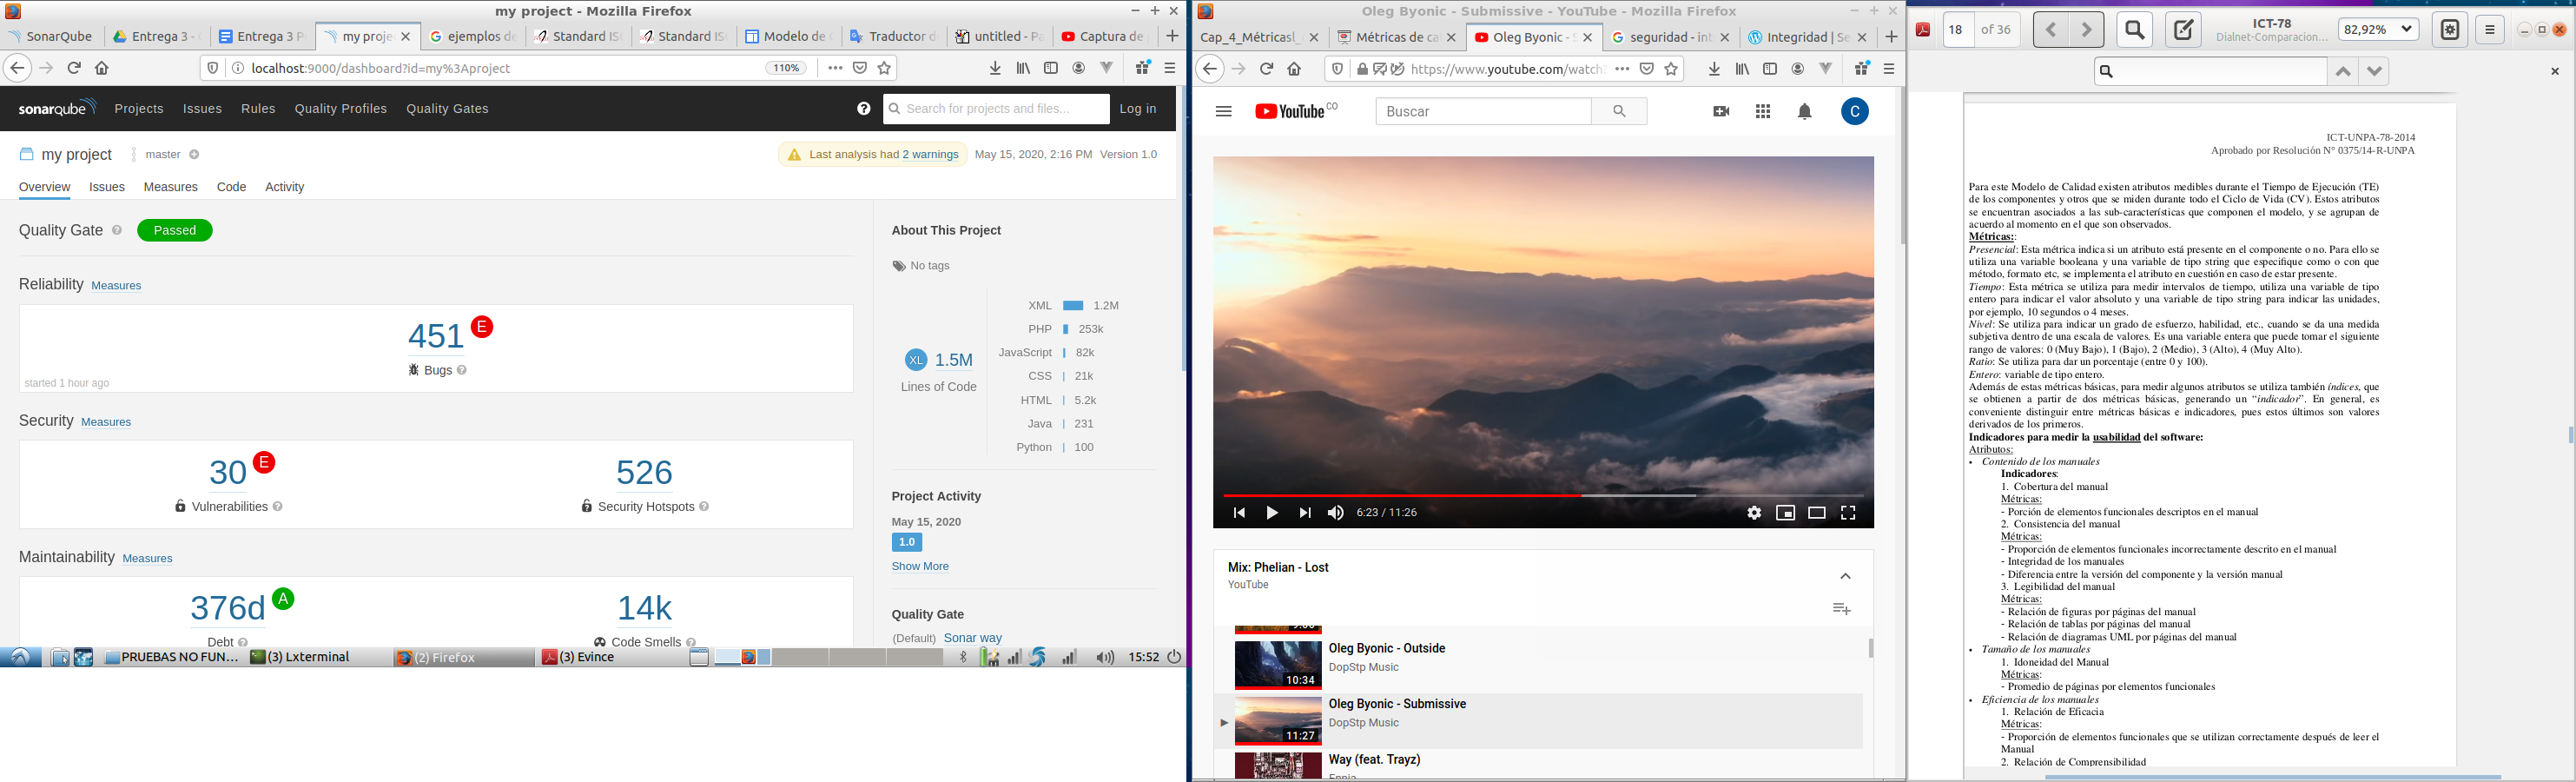 my project - Mozilla Firefox
SonarQube
Entrega 3 -
Entrega 3 P
my projec
ejemplos de
Standard IS
Standard IS
Modelo de
Traductor d
untitled - Pa
Captura de
localhost:9000/dashboard?id=my%3Aproject
110%
sonarqube
Projects
Issues
Rules
Quality Profiles
Quality Gates
Search for projects and files...
Log in
my project
master
Last analysis had 2 warnings
May 15, 2020, 2:16 PM
Version 1.0
Overview
Issues
Measures
Code
Activity
Quality Gate
Passed
Reliability Measures
451 E
Bugs
started 1 hour ago
Security Measures
30 E
Vulnerabilities
526
Security Hotspots
Maintainability Measures
376d A
Debt
14k
Code Smells
About This Project
No tags
XL 1.5M
Lines of Code
XML 1.2M
PHP 253k
JavaScript 82k
CSS 21k
HTML 5.2k
Java 231
Python 100
Project Activity
May 15, 2020
1.0
Show More
Quality Gate
(Default) Sonar way
PRUEBAS NO FUN...
(3) Lxterminal
(2) Firefox
(3) Evince
15:52
Oleg Byonic - Submissive - YouTube - Mozilla Firefox
Cap_4_Métricas
Métricas de ca
Oleg Byonic - S
seguridad - int
Integridad | Se
https://www.youtube.com/watch?
YouTube CO
Buscar
C
6:23 / 11:26
Mix: Phelian - Lost
YouTube
Oleg Byonic - Outside
DopStp Music
10:34
Oleg Byonic - Submissive
DopStp Music
11:27
Way (feat. Trayz)
18 of 36
ICT-78
Dialnet-Comparacion...
82,92%
ICT-UNPA-78-2014
Aprobado por Resolución N° 0375/14-R-UNPA
Para este Modelo de Calidad existen atributos medibles durante el Tiempo de Ejecución (TE)
de los componentes y otros que se miden durante todo el Ciclo de Vida (CV). Estos atributos
se encuentran asociados a las sub-características que componen el modelo, y se agrupan de
acuerdo al momento en el que son observados.
Métricas:
Presencial: Esta métrica indica si un atributo está presente en el componente o no. Para ello se
utiliza una variable booleana y una variable de tipo string que especifique como o con que
método, formato etc, se implementa el atributo en cuestión en caso de estar presente.
Tiempo: Esta métrica se utiliza para medir intervalos de tiempo, utiliza una variable de tipo
entero para indicar el valor absoluto y una variable de tipo string para indicar las unidades,
por ejemplo, 10 segundos o 4 meses.
Nivel: Se utiliza para indicar un grado de esfuerzo, habilidad, etc., cuando se da una medida
subjetiva dentro de una escala de valores. Es una variable entera que puede tomar el siguiente
rango de valores: 0 (Muy Bajo), 1 (Bajo), 2 (Medio), 3 (Alto), 4 (Muy Alto).
Ratio: Se utiliza para dar un porcentaje (entre 0 y 100).
Entero: variable de tipo entero.
Además de estas métricas básicas, para medir algunos atributos se utiliza también índices, que
se obtienen a partir de dos métricas básicas, generando un “indicador”. En general, es
conveniente distinguir entre métricas básicas e indicadores, pues estos últimos son valores
derivados de los primeros.
Indicadores para medir la usabilidad del software:
Atributos:
• Contenido de los manuales
Indicadores:
1. Cobertura del manual
Métricas:
- Porción de elementos funcionales descriptos en el manual
2. Consistencia del manual
Métricas:
- Proporción de elementos funcionales incorrectamente descrito en el manual
- Integridad de los manuales
- Diferencia entre la versión del componente y la versión manual
3. Legibilidad del manual
Métricas:
- Relación de figuras por páginas del manual
- Relación de tablas por páginas del manual
- Relación de diagramas UML por páginas del manual
• Tamaño de los manuales
1. Idoneidad del Manual
Métricas:
- Promedio de páginas por elementos funcionales
• Eficiencia de los manuales
1. Relación de Eficacia
Métricas:
- Proporción de elementos funcionales que se utilizan correctamente después de leer el
Manual
2. Relación de Comprensibilidad